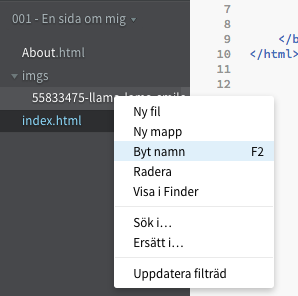 001 - En sida om mig
About.html
imgs
55833475-llama-lama-smile
index.html
7
8
9 </b
10 </html>
11
12
Ny fil
Ny mapp
Byt namn F2
Radera
Visa i Finder
Sök i…
Ersätt i…
Uppdatera filträd